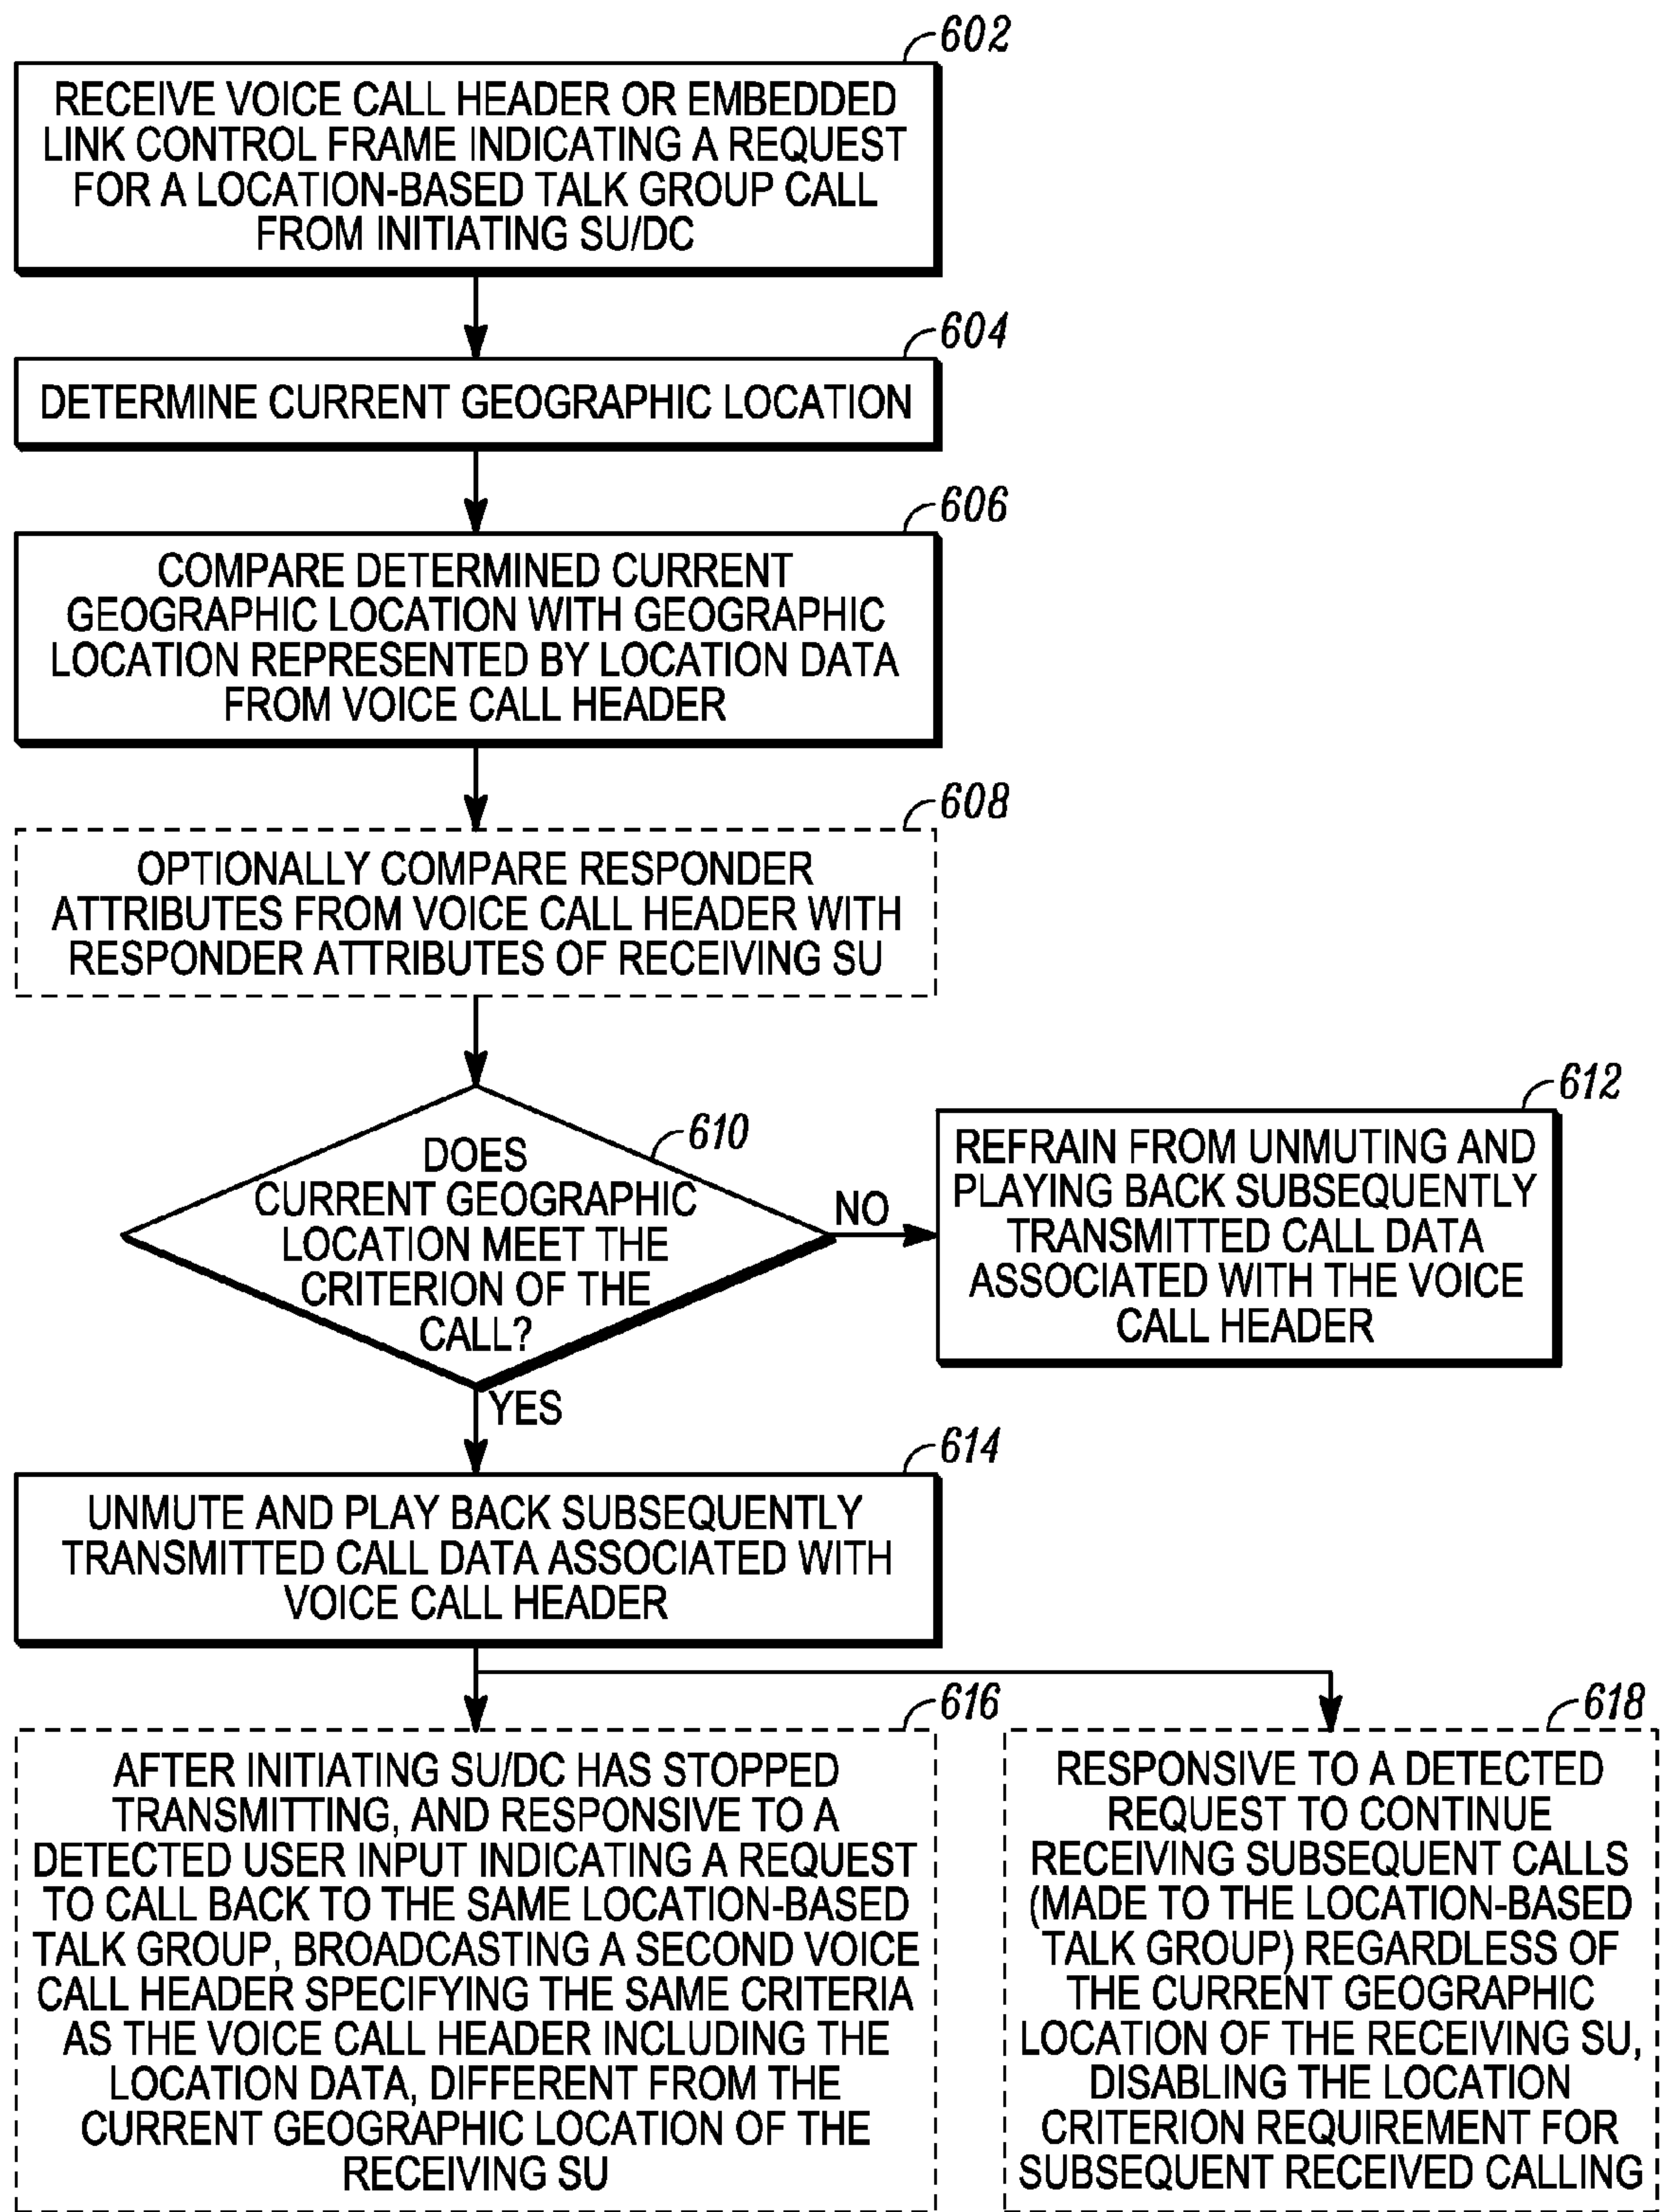 602
RECEIVE VOICE CALL HEADER OR EMBEDDED
LINK CONTROL FRAME INDICATING A REQUEST
FOR A LOCATION-BASED TALK GROUP CALL
FROM INITIATING SU/DC
604
DETERMINE CURRENT GEOGRAPHIC LOCATION
606
COMPARE DETERMINED CURRENT
GEOGRAPHIC LOCATION WITH GEOGRAPHIC
LOCATION REPRESENTED BY LOCATION DATA
FROM VOICE CALL HEADER
608
OPTIONALLY COMPARE RESPONDER
ATTRIBUTES FROM VOICE CALL HEADER WITH
RESPONDER ATTRIBUTES OF RECEIVING SU
610
DOES
CURRENT GEOGRAPHIC
LOCATION MEET THE
CRITERION OF THE
CALL?
NO
612
REFRAIN FROM UNMUTING AND
PLAYING BACK SUBSEQUENTLY
TRANSMITTED CALL DATA
ASSOCIATED WITH THE VOICE
CALL HEADER
YES
614
UNMUTE AND PLAY BACK SUBSEQUENTLY
TRANSMITTED CALL DATA ASSOCIATED WITH
VOICE CALL HEADER
616
AFTER INITIATING SU/DC HAS STOPPED
TRANSMITTING, AND RESPONSIVE TO A
DETECTED USER INPUT INDICATING A REQUEST
TO CALL BACK TO THE SAME LOCATION-BASED
TALK GROUP, BROADCASTING A SECOND VOICE
CALL HEADER SPECIFYING THE SAME CRITERIA
AS THE VOICE CALL HEADER INCLUDING THE
LOCATION DATA, DIFFERENT FROM THE
CURRENT GEOGRAPHIC LOCATION OF THE
RECEIVING SU
618
RESPONSIVE TO A DETECTED
REQUEST TO CONTINUE
RECEIVING SUBSEQUENT CALLS
(MADE TO THE LOCATION-BASED
TALK GROUP) REGARDLESS OF
THE CURRENT GEOGRAPHIC
LOCATION OF THE RECEIVING SU,
DISABLING THE LOCATION
CRITERION REQUIREMENT FOR
SUBSEQUENT RECEIVED CALLING